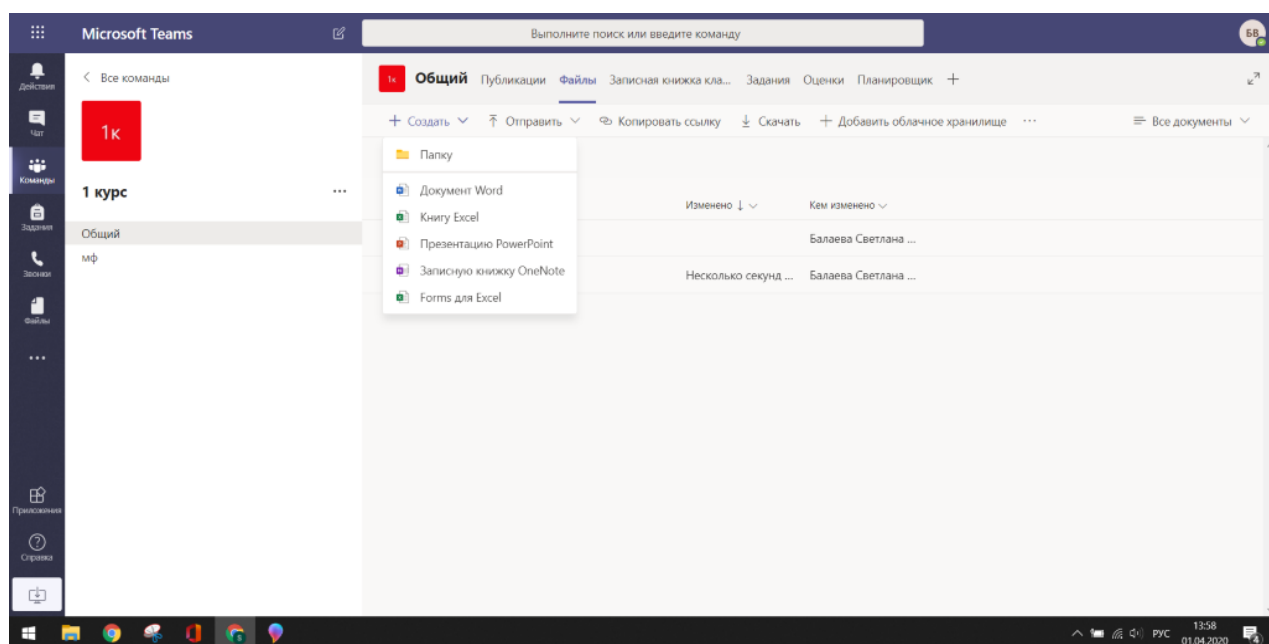 Microsoft Teams
Выполните поиск или введите команду
БВ
Действия
Чат
Команды
Задания
Звонки
Файлы
Приложения
Справка
Все команды
1к
1 курс
Общий
мф
1к Общий Публикации Файлы Записная книжка кла... Задания Оценки Планировщик
Создать Отправить Копировать ссылку Скачать Добавить облачное хранилище ... Все документы
Папку
Документ Word
Книгу Excel
Презентацию PowerPoint
Записную книжку OneNote
Forms для Excel
Изменено ↓ Кем изменено
Балаева Светлана ...
Несколько секунд ... Балаева Светлана ...
РУС
13:58
01.04.2020
4